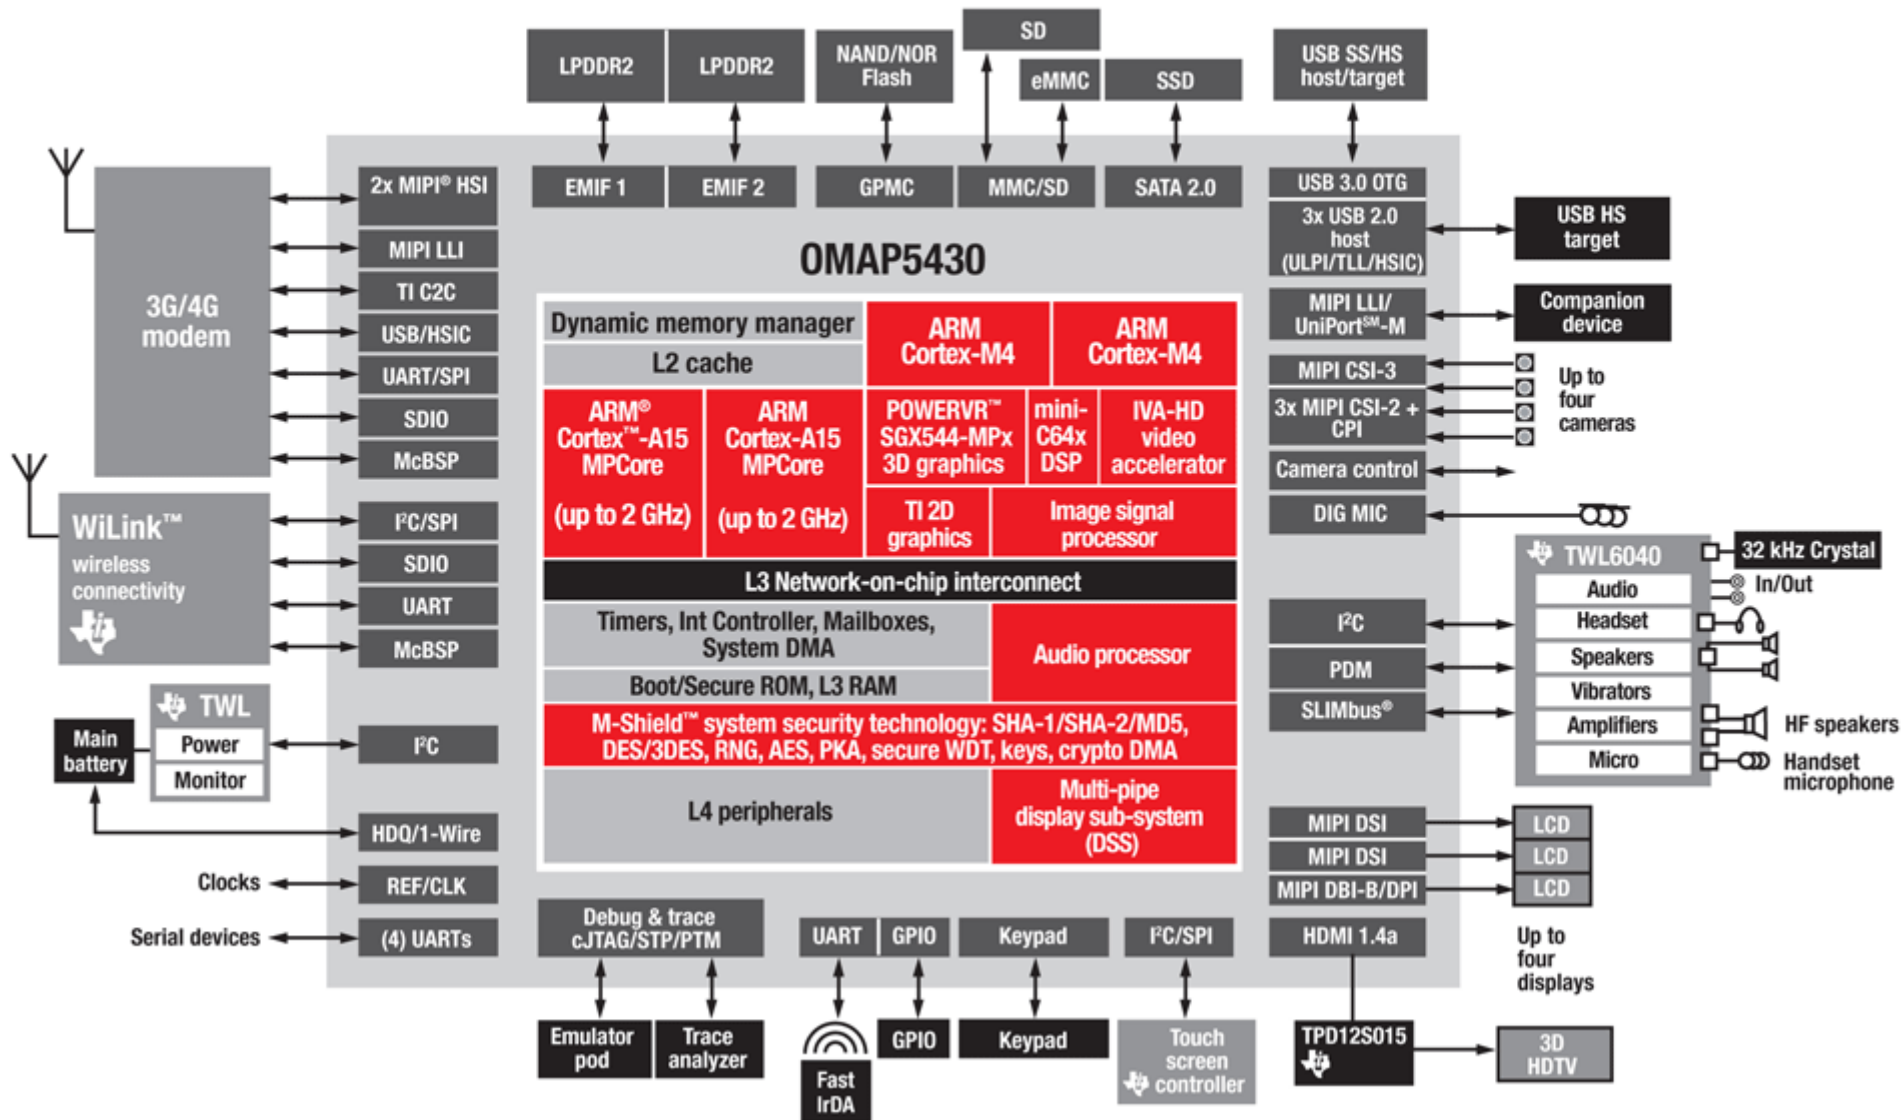 LPDDR2
LPDDR2
NAND/NOR
Flash
SD
eMMC
SSD
USB SS/HS
host/target
EMIF 1
EMIF 2
GPMC
MMC/SD
SATA 2.0
OMAP5430
3G/4G
modem
2x MIPI® HSI
MIPI LLI
TI C2C
USB/HSIC
UART/SPI
SDIO
McBSP
WiLink™
wireless
connectivity
I²C/SPI
SDIO
UART
McBSP
TWL
Power
Monitor
Main
battery
I²C
HDQ/1-Wire
Clocks
REF/CLK
Serial devices
(4) UARTs
Dynamic memory manager
L2 cache
ARM
Cortex-M4
ARM
Cortex-M4
ARM®
Cortex™-A15
MPCore
(up to 2 GHz)
ARM
Cortex-A15
MPCore
(up to 2 GHz)
POWERVR™
SGX544-MPx
3D graphics
mini-
C64x
DSP
IVA-HD
video
accelerator
TI 2D
graphics
Image signal
processor
L3 Network-on-chip interconnect
Timers, Int Controller, Mailboxes,
System DMA
Boot/Secure ROM, L3 RAM
Audio processor
M-Shield™ system security technology: SHA-1/SHA-2/MD5,
DES/3DES, RNG, AES, PKA, secure WDT, keys, crypto DMA
L4 peripherals
Multi-pipe
display sub-system
(DSS)
USB 3.0 OTG
3x USB 2.0
host
(ULPI/TLL/HSIC)
USB HS
target
MIPI LLI/
UniPort℠-M
Companion
device
MIPI CSI-3
3x MIPI CSI-2 +
CPI
Up to
four
cameras
Camera control
DIG MIC
TWL6040
Audio
Headset
Speakers
Vibrators
Amplifiers
Micro
32 kHz Crystal
In/Out
HF speakers
Handset
microphone
I²C
PDM
SLIMbus®
MIPI DSI
MIPI DSI
MIPI DBI-B/DPI
LCD
LCD
LCD
HDMI 1.4a
Up to
four
displays
Debug & trace
cJTAG/STP/PTM
UART
GPIO
Keypad
I²C/SPI
Emulator
pod
Trace
analyzer
Fast
IrDA
GPIO
Keypad
Touch
screen
controller
TPD12S015
3D
HDTV